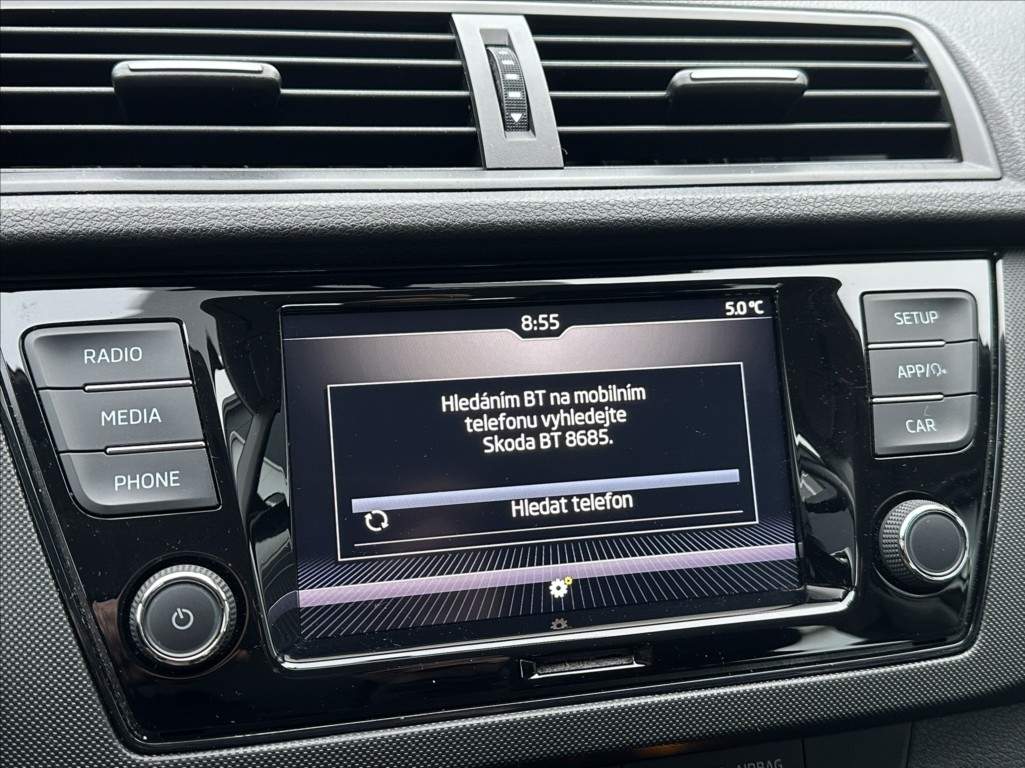 8:55
5.0 °C
RADIO
MEDIA
PHONE
Hledáním BT na mobilním
telefonu vyhledejte
Skoda BT 8685.
Hledat telefon
SETUP
APP/
CAR
AIRBAG